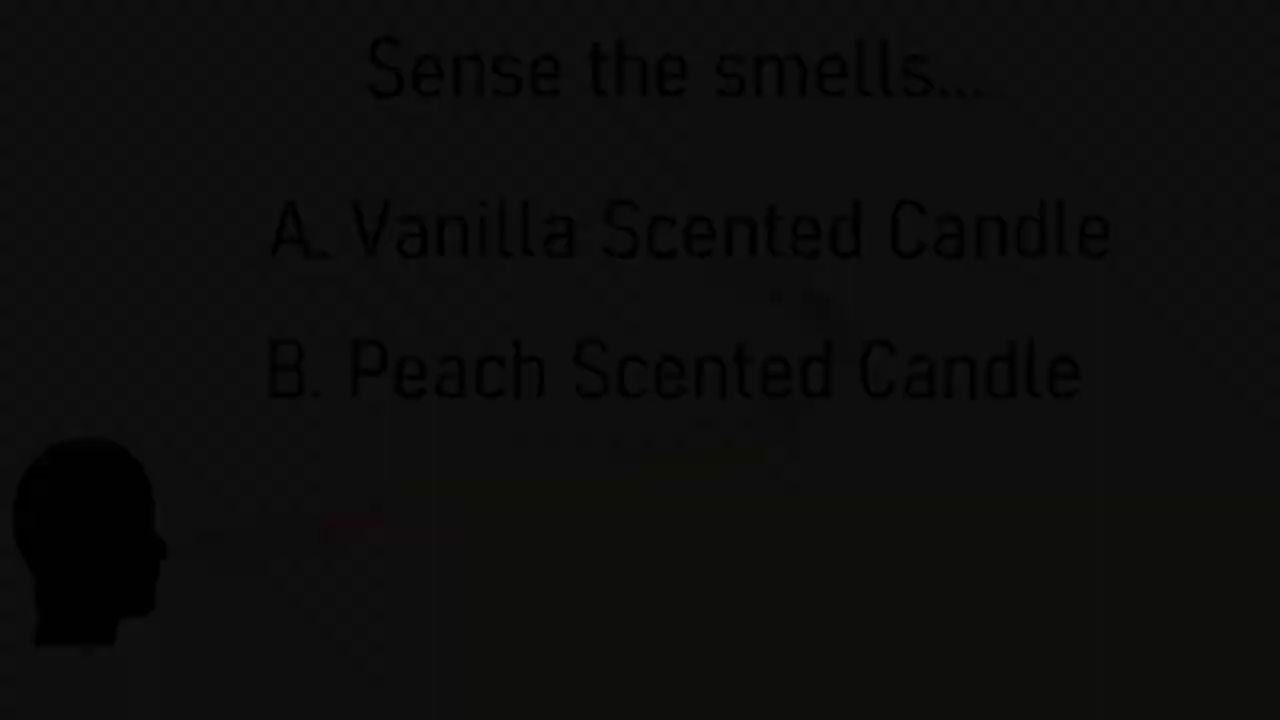 Sense the smells...
A. Vanilla Scented Candle
B. Peach Scented Candle